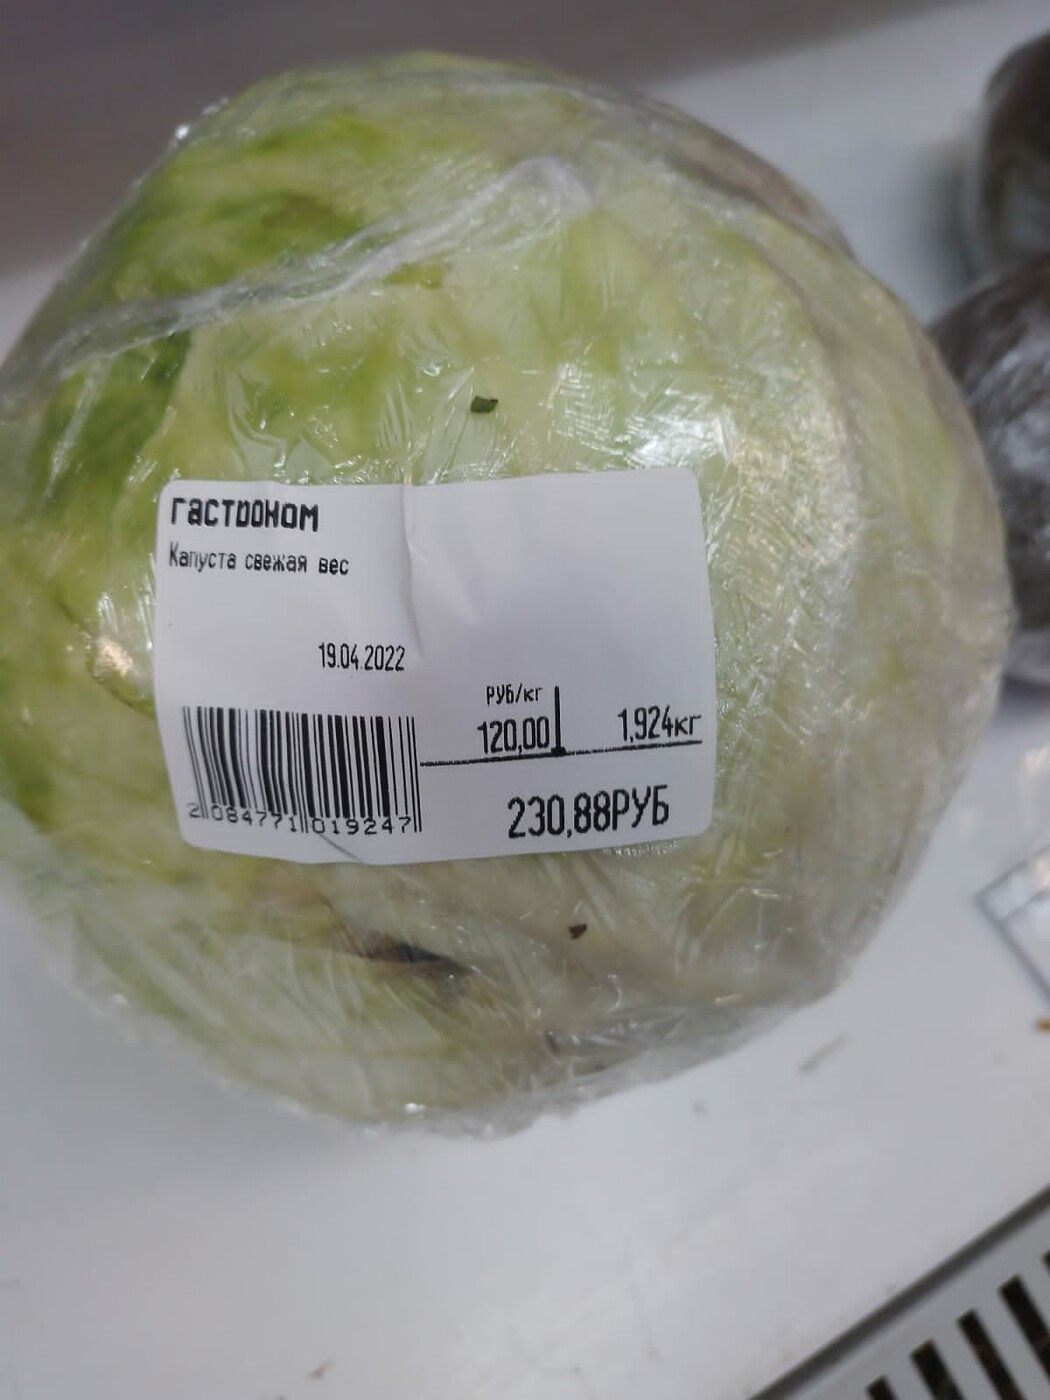 гастроном
Капуста свежая вес
19.04.2022
РУБ/кг
120,00
1,924кг
230,88РУБ
2 084771 019247